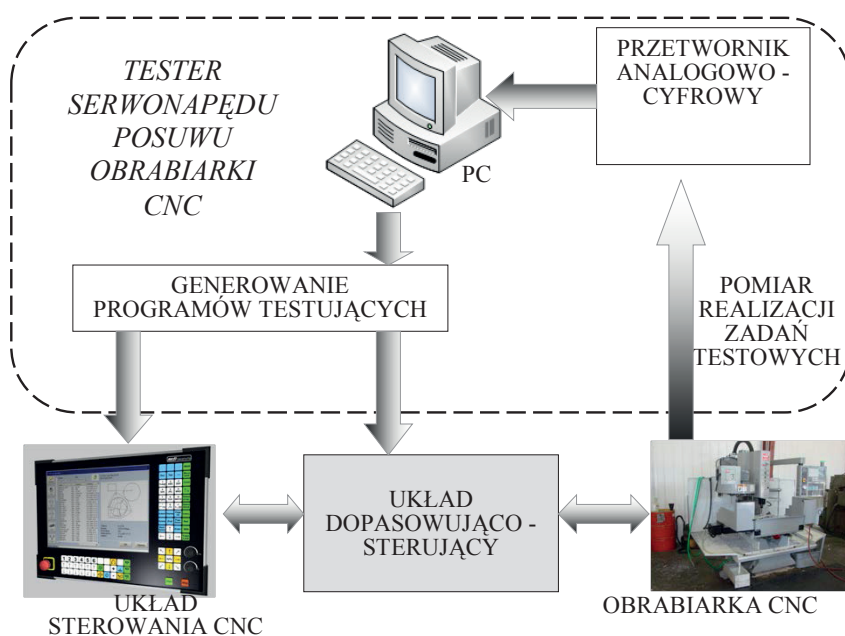 TESTER
SERWONAPĘDU
POSUWU
OBRABIARKI
CNC
PC
PRZETWORNIK
ANALOGOWO -
CYFROWY
GENEROWANIE
PROGRAMÓW TESTUJĄCYCH
POMIAR
REALIZACJI
ZADAŃ
TESTOWYCH
UKŁAD
STEROWANIA CNC
UKŁAD
DOPASOWUJĄCO -
STERUJĄCY
OBRABIARKA CNC